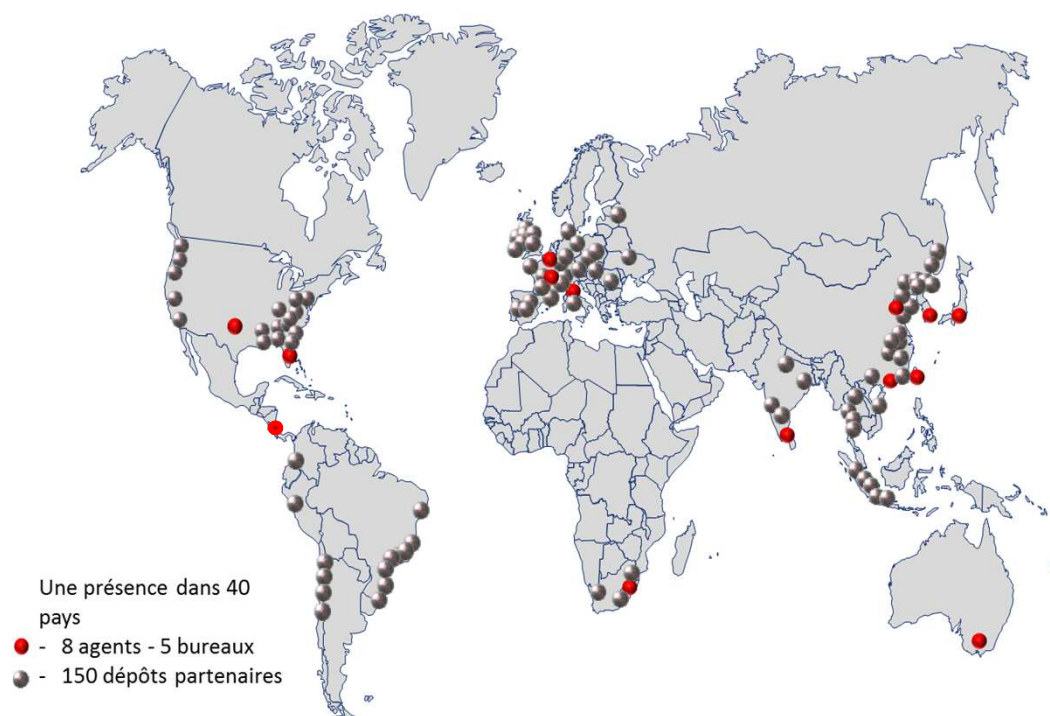 Une présence dans 40
pays
- 8 agents - 5 bureaux
- 150 dépôts partenaires